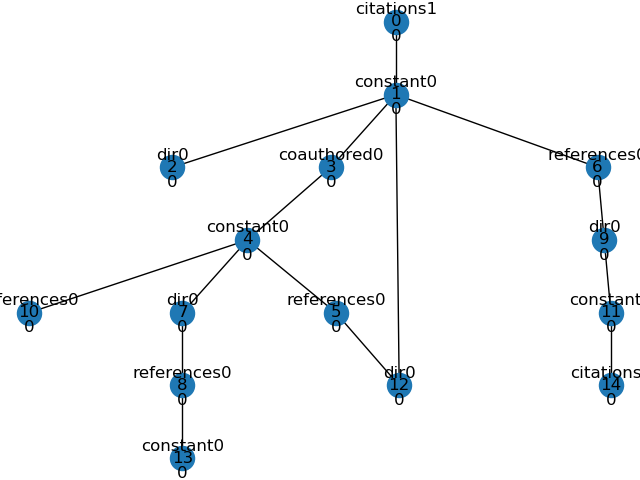 citations1
0
0
constant0
1
0
dir0
2
0
coauthored0
3
0
references0
6
0
constant0
4
0
dir0
9
0
ferences0
10
0
dir0
7
0
references0
5
0
constant
11
0
references0
8
0
dir0
12
0
citations
14
0
constant0
13
0